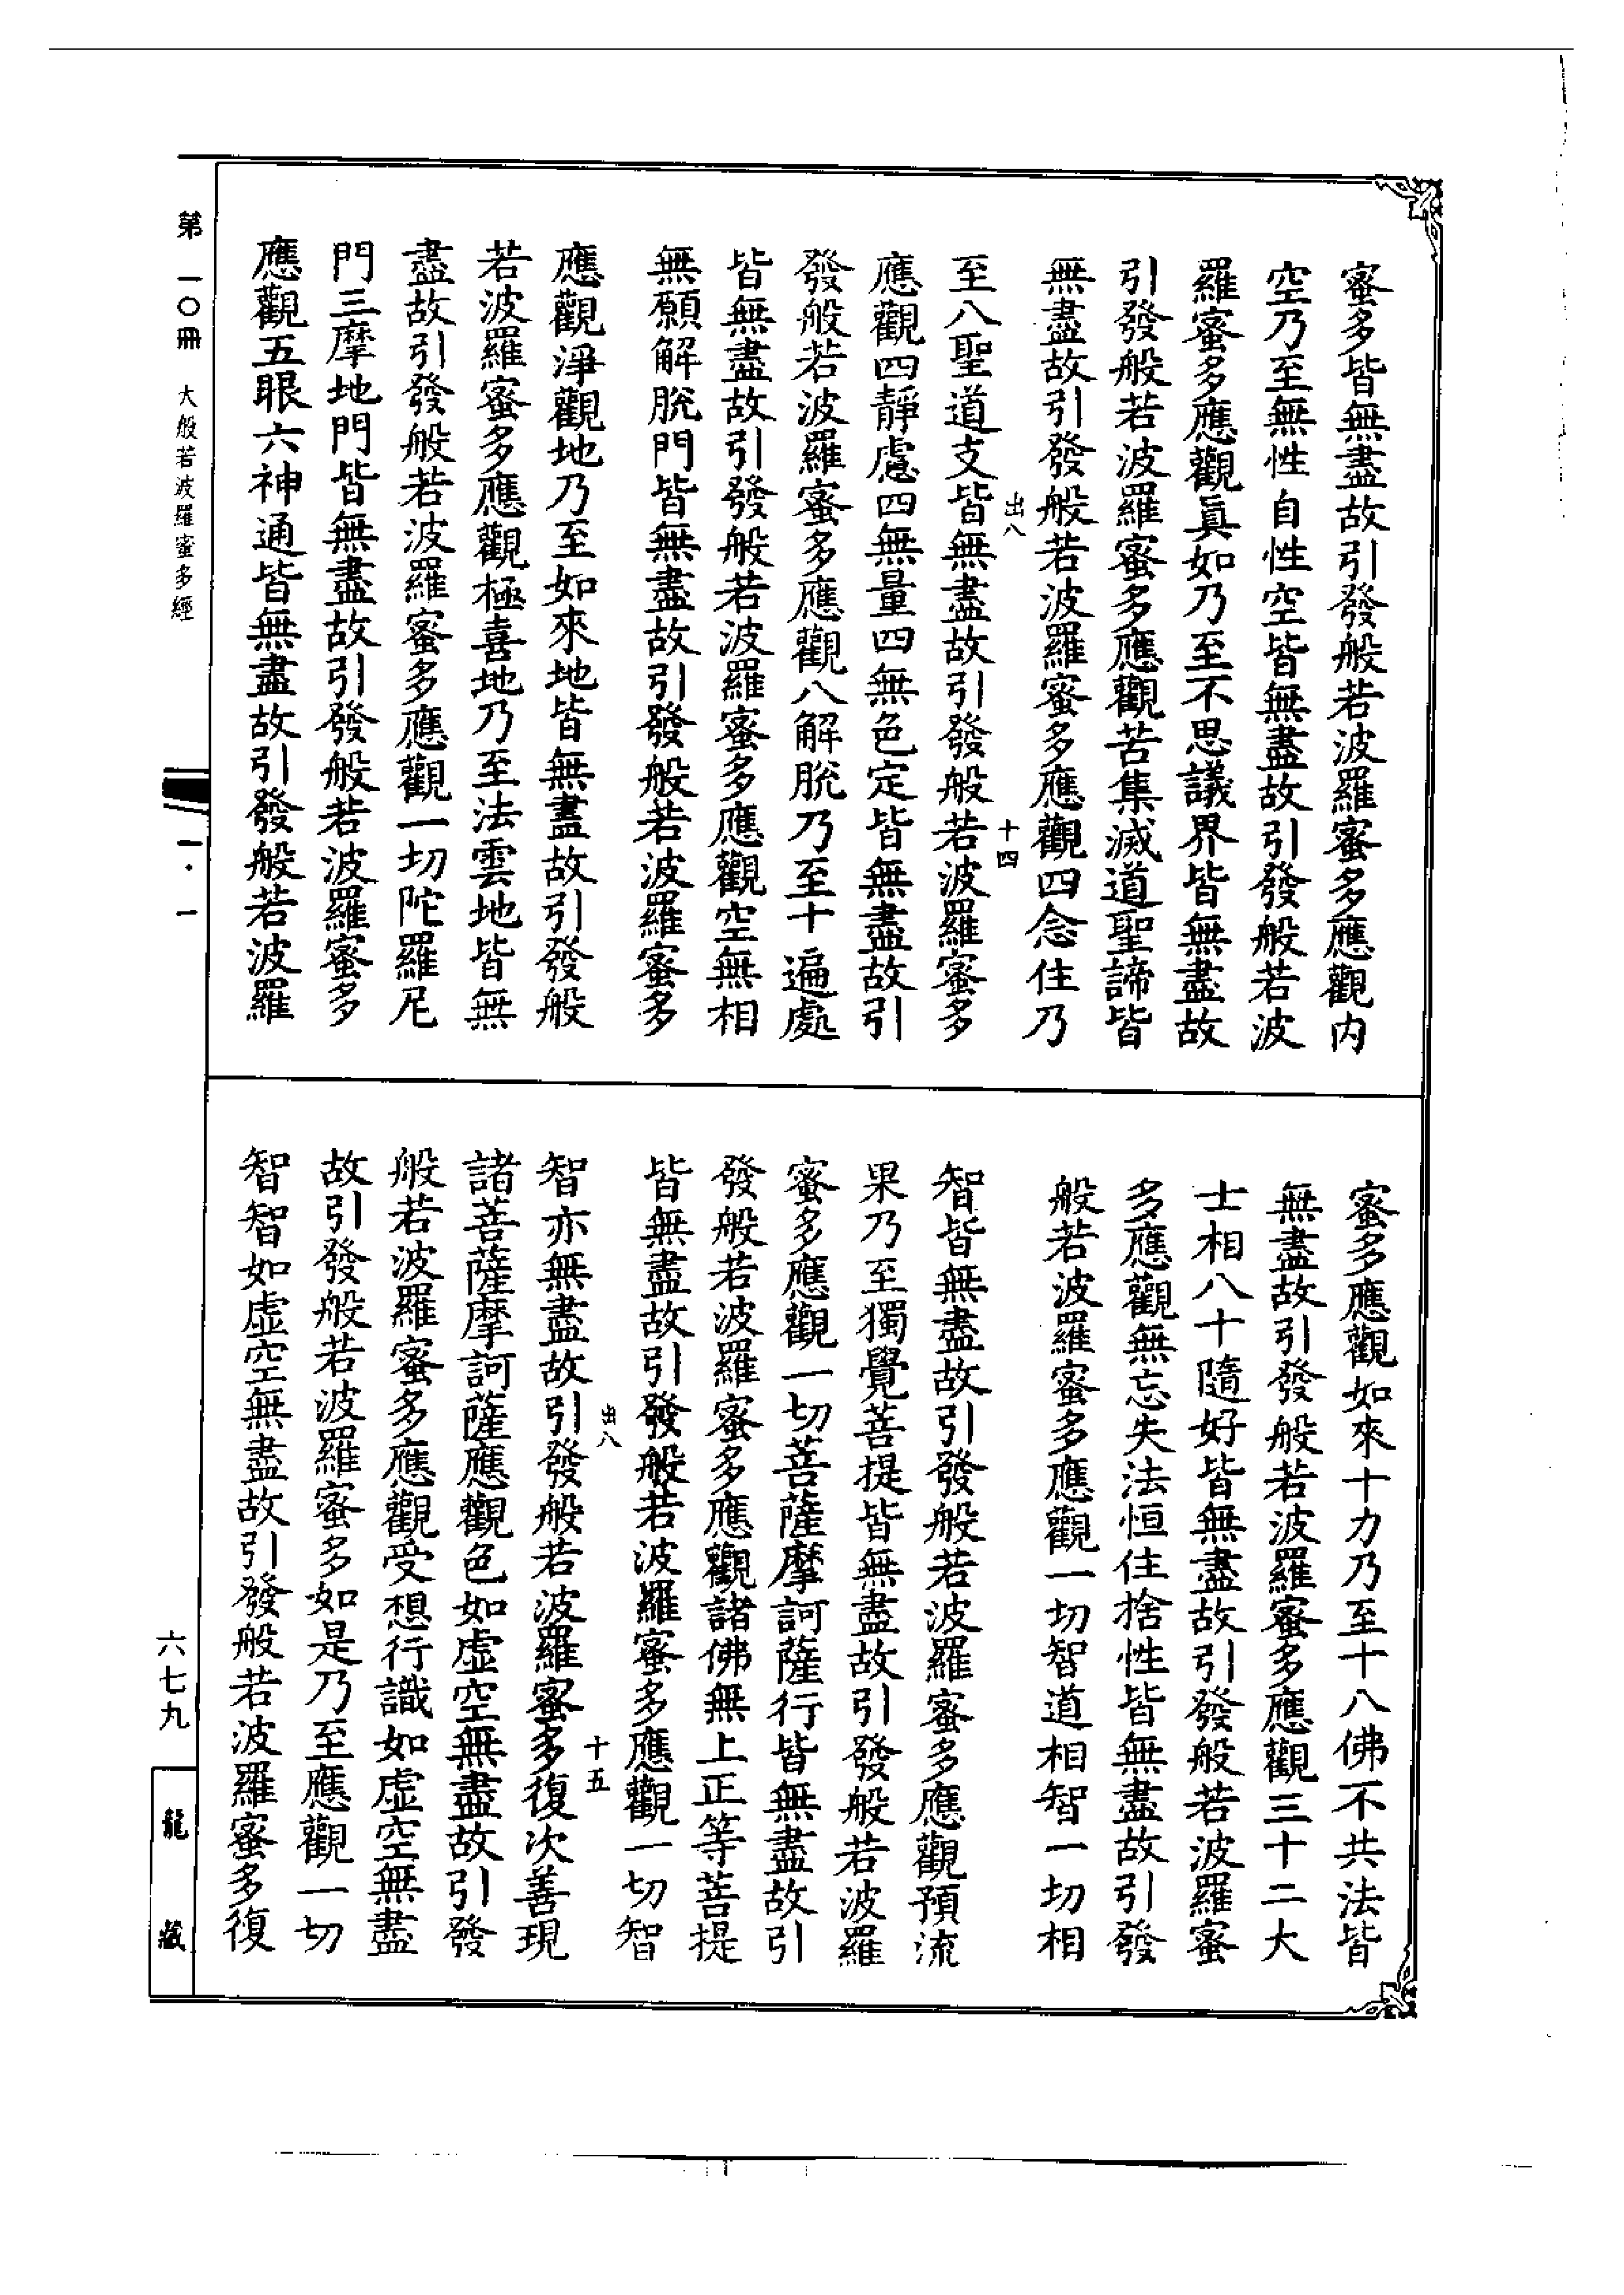 蜜多皆無盡故引發般若波羅蜜多應觀内
空乃至無性自性空皆無盡故引發般若波
羅蜜多應觀眞如乃至不思議界皆無盡故
引發般若波羅蜜多應觀苦集滅道聖諦皆
無盡故引發般若波羅蜜多應觀四念住乃
出八 十四
至八聖道支皆無盡故引發般若波羅蜜多
應觀四靜慮四無量四無色定皆無盡故引
發般若波羅蜜多應觀八解脫乃至十遍處
皆無盡故引發般若波羅蜜多應觀空無相
無願解脫門皆無盡故引發般若波羅蜜多
應觀淨觀地乃至如來地皆無盡故引發般
若波羅蜜多應觀極喜地乃至法雲地皆無
盡故引發般若波羅蜜多應觀一切陀羅尼
門三摩地門皆無盡故引發般若波羅蜜多
應觀五眼六神通皆無盡故引發般若波羅
蜜多應觀如來十力乃至十八佛不共法皆
無盡故引發般若波羅蜜多應觀三十二大
士相八十隨好皆無盡故引發般若波羅蜜
多應觀無忘失法恒住捨性皆無盡故引發
般若波羅蜜多應觀一切智道相智一切相
智皆無盡故引發般若波羅蜜多應觀預流
果乃至獨覺菩提皆無盡故引發般若波羅
蜜多應觀一切菩薩摩訶薩行皆無盡故引
發般若波羅蜜多應觀諸佛無上正等菩提
皆無盡故引發般若波羅蜜多應觀一切智
出八 十五
智亦無盡故引發般若波羅蜜多復次善現
諸菩薩摩訶薩應觀色如虛空無盡故引發
般若波羅蜜多應觀受想行識如虛空無盡
故引發般若波羅蜜多如是乃至應觀一切
智智如虛空無盡故引發般若波羅蜜多復
第一〇冊 大般若波羅蜜多經 一·一
六七九
龍藏